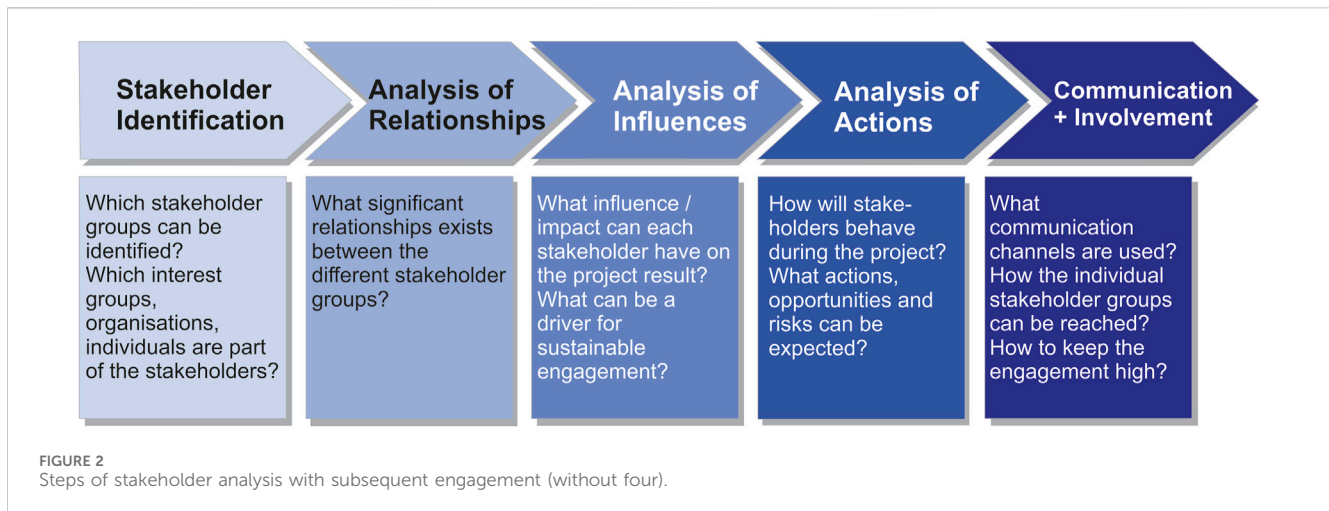 Stakeholder
Identification
Analysis of
Relationships
Analysis of
Influences
Analysis of
Actions
Communication
+ Involvement
Which stakeholder
groups can be
identified?
Which interest
groups,
organisations,
individuals are part
of the stakeholders?
What significant
relationships exists
between the
different stakeholder
groups?
What influence /
impact can each
stakeholder have on
the project result?
What can be a
driver for
sustainable
engagement?
How will stake-
holders behave
during the project?
What actions,
opportunities and
risks can be
expected?
What
communication
channels are used?
How the individual
stakeholder groups
can be reached?
How to keep the
engagement high?
FIGURE 2
Steps of stakeholder analysis with subsequent engagement (without four).